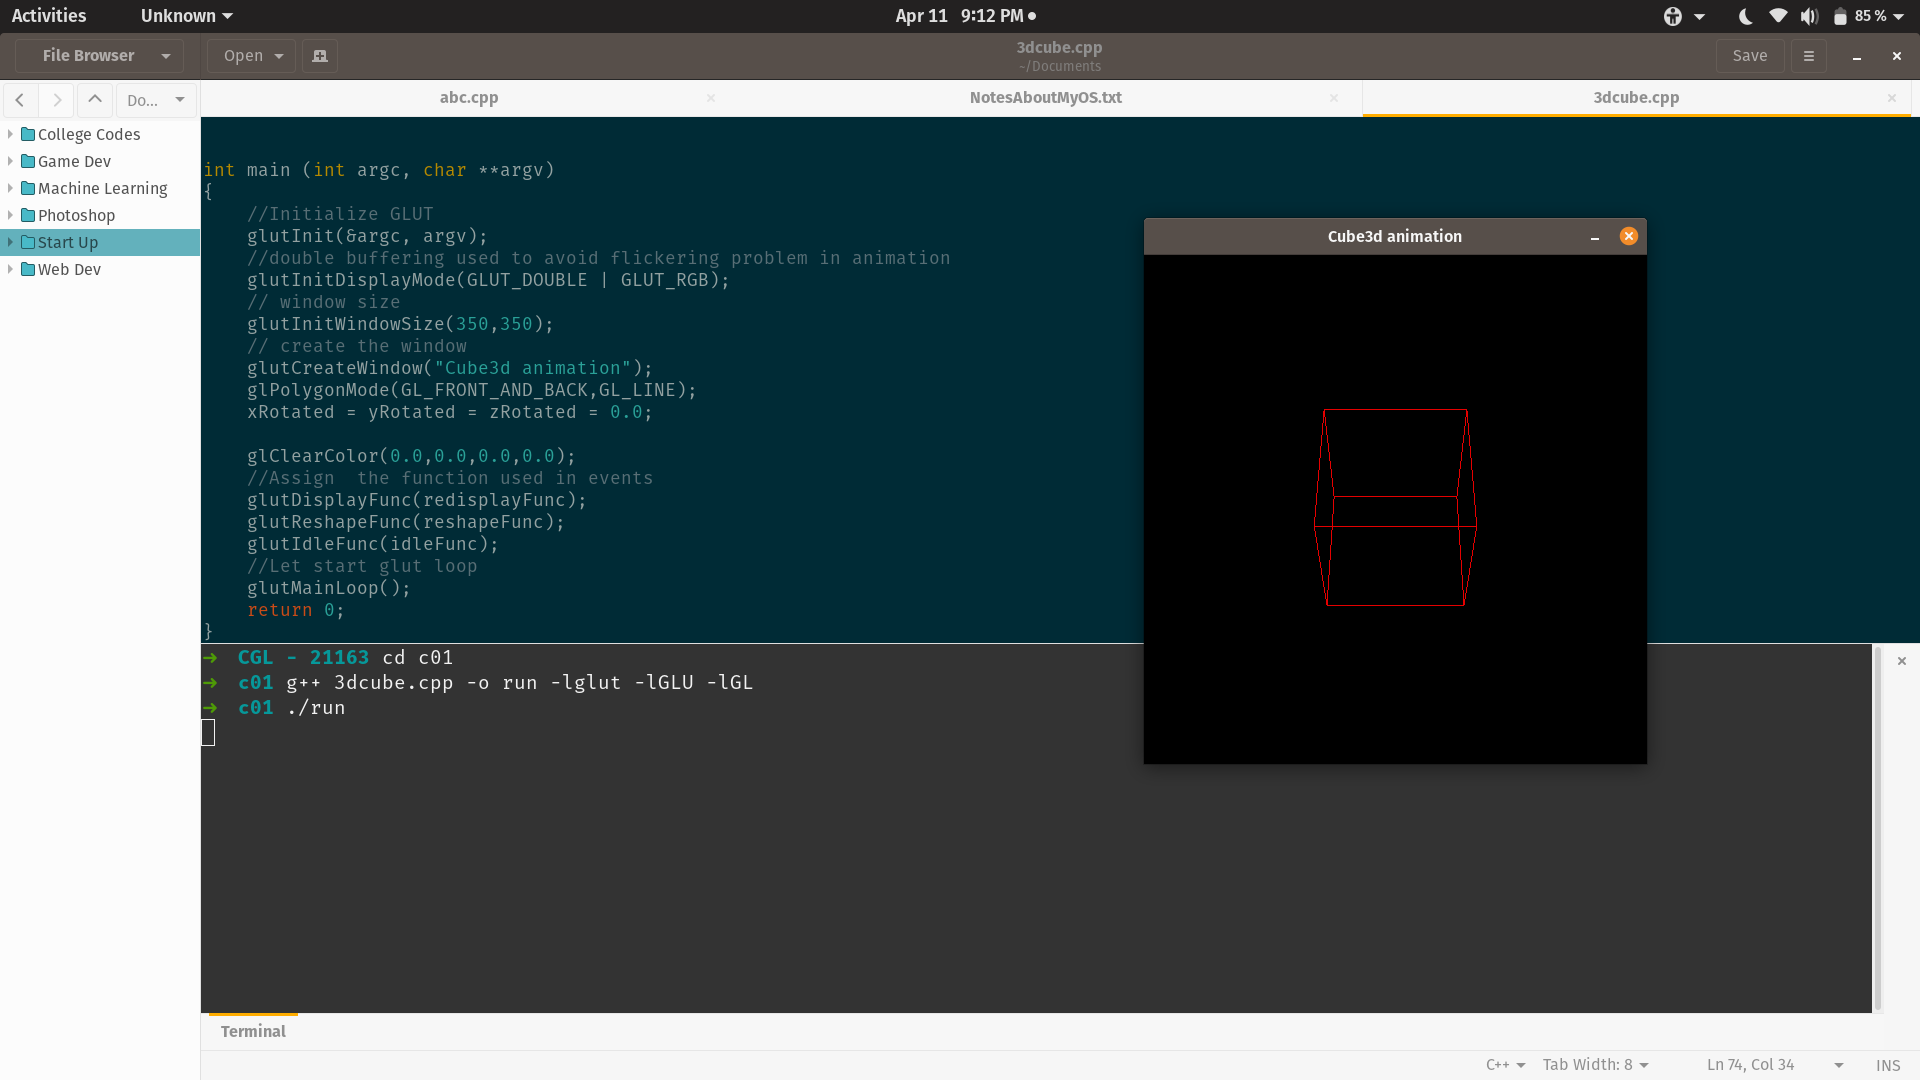 Activities
Unknown
Apr 11 9:12 PM
85 %
File Browser
Open
3dcube.cpp
~/Documents
Save
Do...
abc.cpp
NotesAboutMyOS.txt
3dcube.cpp
College Codes
Game Dev
Machine Learning
Photoshop
Start Up
Web Dev
int main (int argc, char **argv)
{
    //Initialize GLUT
    glutInit(&argc, argv);
    //double buffering used to avoid flickering problem in animation
    glutInitDisplayMode(GLUT_DOUBLE | GLUT_RGB);
    // window size
    glutInitWindowSize(350,350);
    // create the window
    glutCreateWindow("Cube3d animation");
    glPolygonMode(GL_FRONT_AND_BACK,GL_LINE);
    xRotated = yRotated = zRotated = 0.0;
    glClearColor(0.0,0.0,0.0,0.0);
    //Assign  the function used in events
    glutDisplayFunc(redisplayFunc);
    glutReshapeFunc(reshapeFunc);
    glutIdleFunc(idleFunc);
    //Let start glut loop
    glutMainLoop();
    return 0;
}
Cube3d animation
➜  CGL - 21163 cd c01
➜  c01 g++ 3dcube.cpp -o run -lglut -lGLU -lGL
➜  c01 ./run
Terminal
C++
Tab Width: 8
Ln 74, Col 34
INS